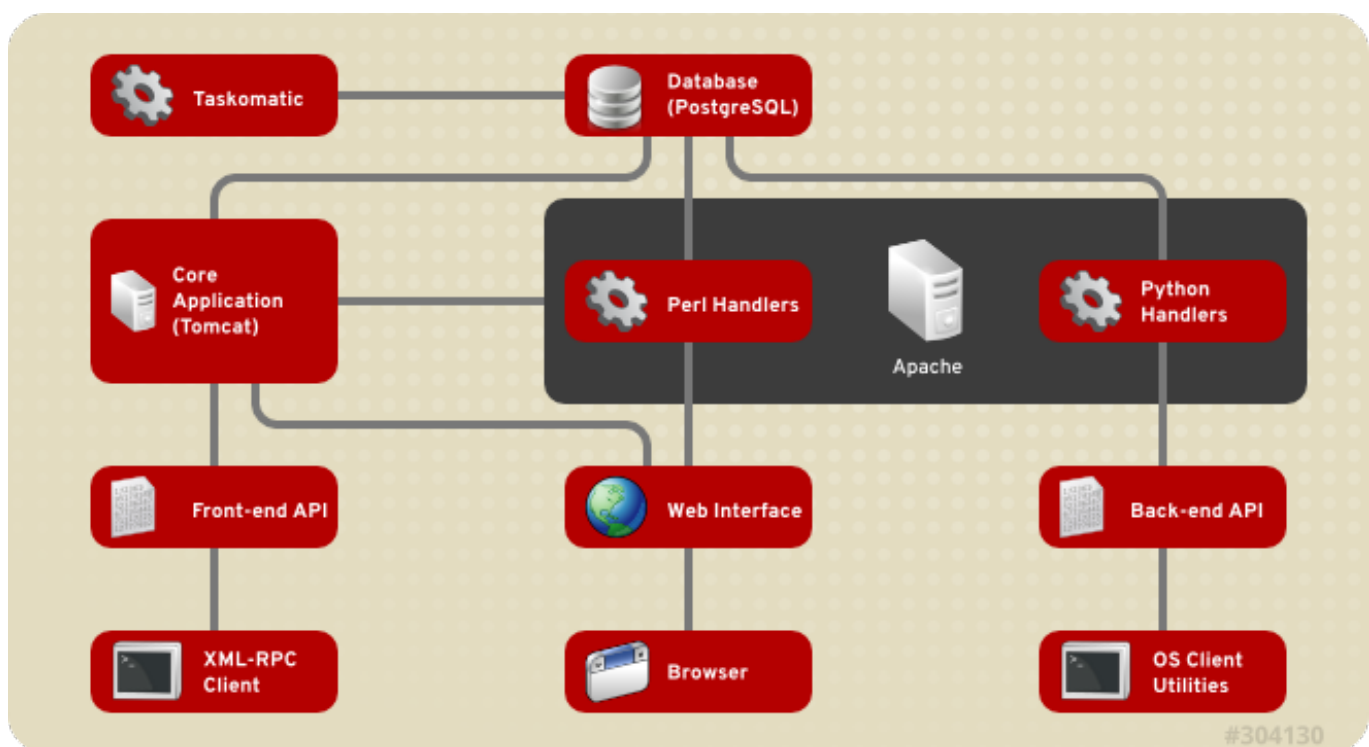 Taskomatic
Database
(PostgreSQL)
Core
Application
(Tomcat)
Perl Handlers
Apache
Python
Handlers
Front-end API
Web Interface
Back-end API
XML-RPC
Client
Browser
OS Client
Utilities
#304130